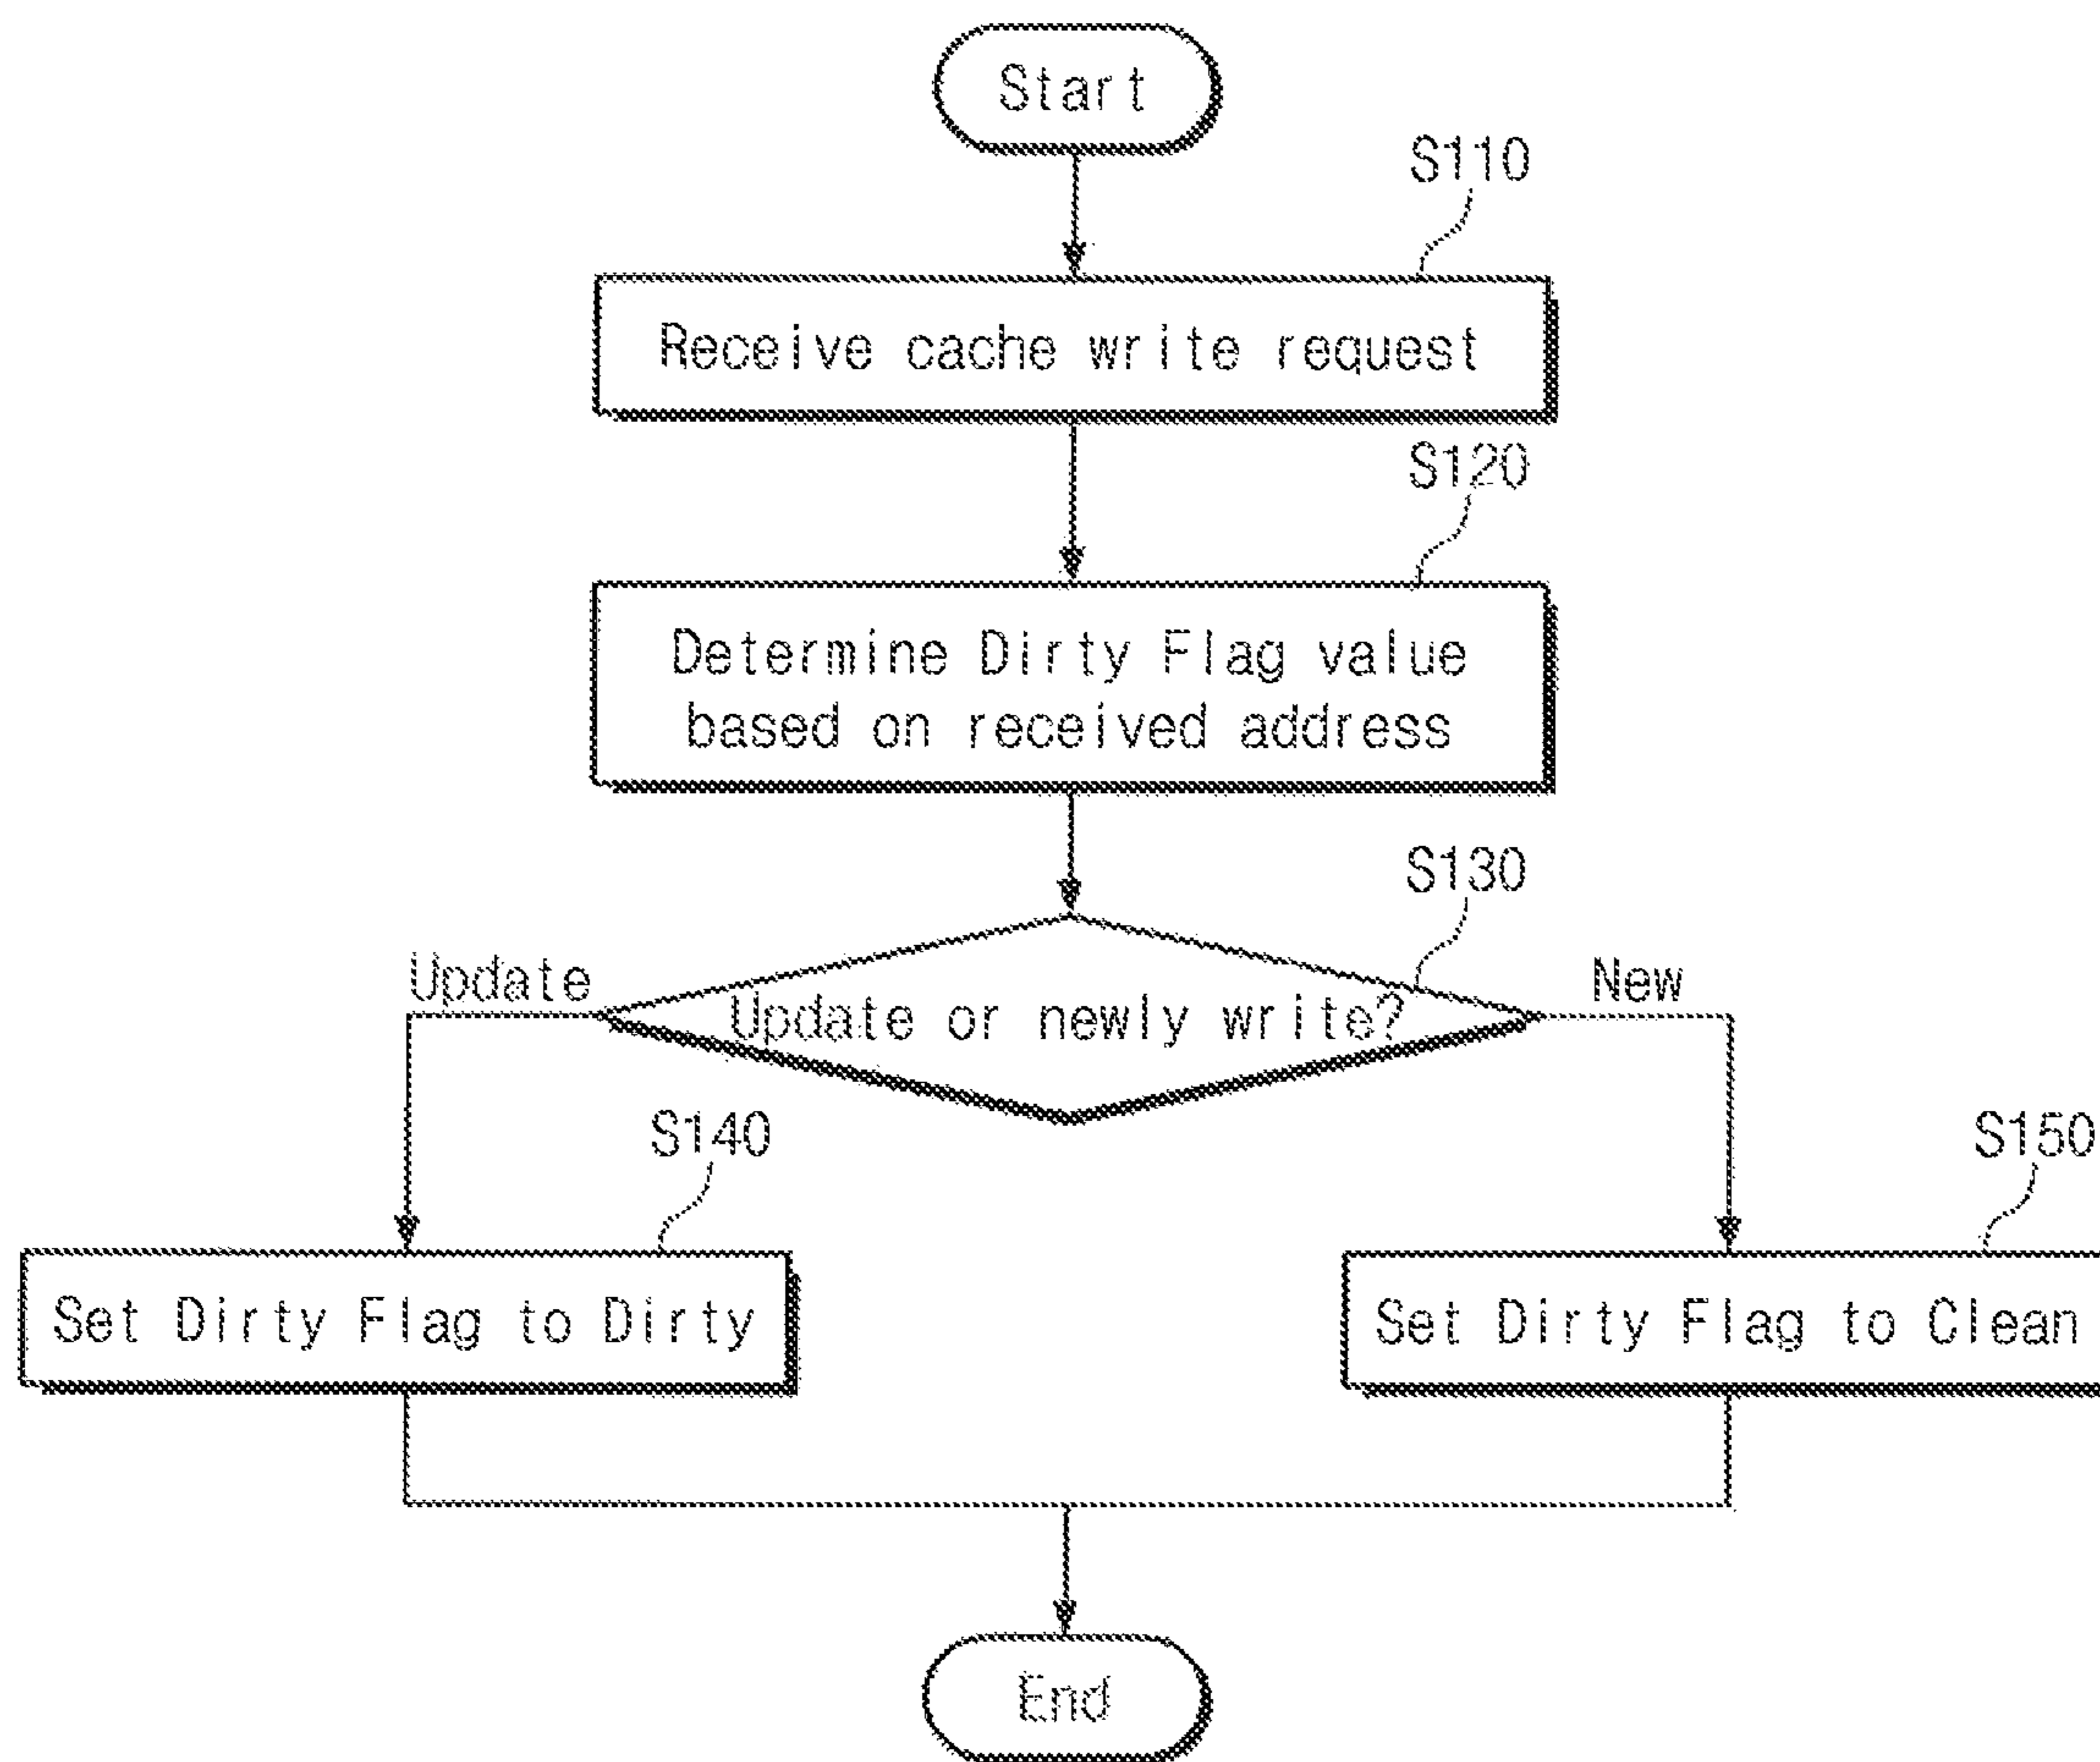 Start
S110
Receive cache write request
S120
Determine Dirty Flag value
based on received address
S130
Update
Update or newly write?
New
S140
S150
Set Dirty Flag to Dirty
Set Dirty Flag to Clean
End